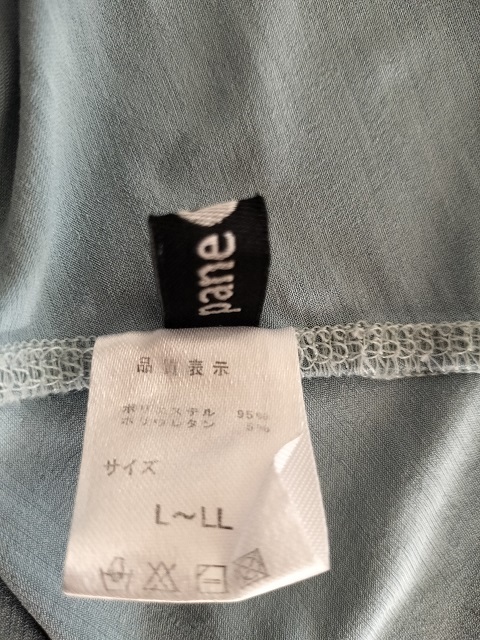 pane
品質表示
ポリエステル 95%
ポリウレタン 5%
サイズ
L～LL